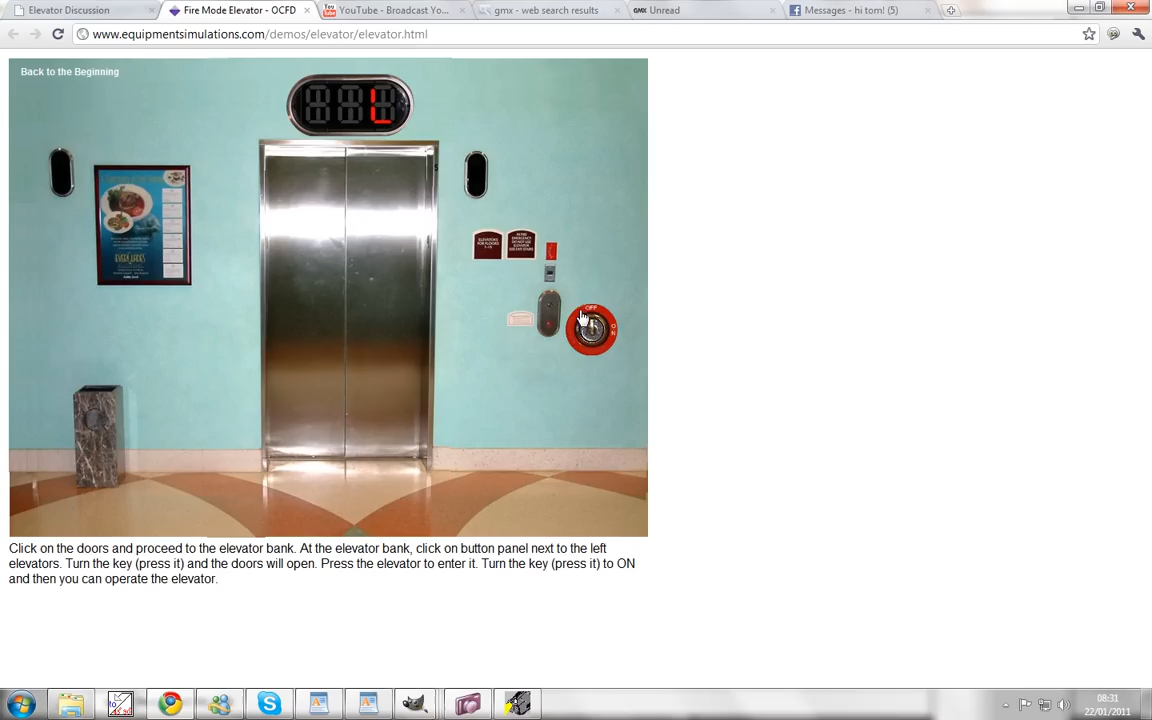 Elevator Discussion
Fire Mode Elevator - OCFD
YouTube - Broadcast Yo...
gmx - web search results
GMX Unread
Messages - hi tom! (5)
www.equipmentsimulations.com/demos/elevator/elevator.html
Back to the Beginning
L
OFF
ON
Click on the doors and proceed to the elevator bank. At the elevator bank, click on button panel next to the left
elevators. Turn the key (press it) and the doors will open. Press the elevator to enter it. Turn the key (press it) to ON
and then you can operate the elevator.
08:31
22/01/2011